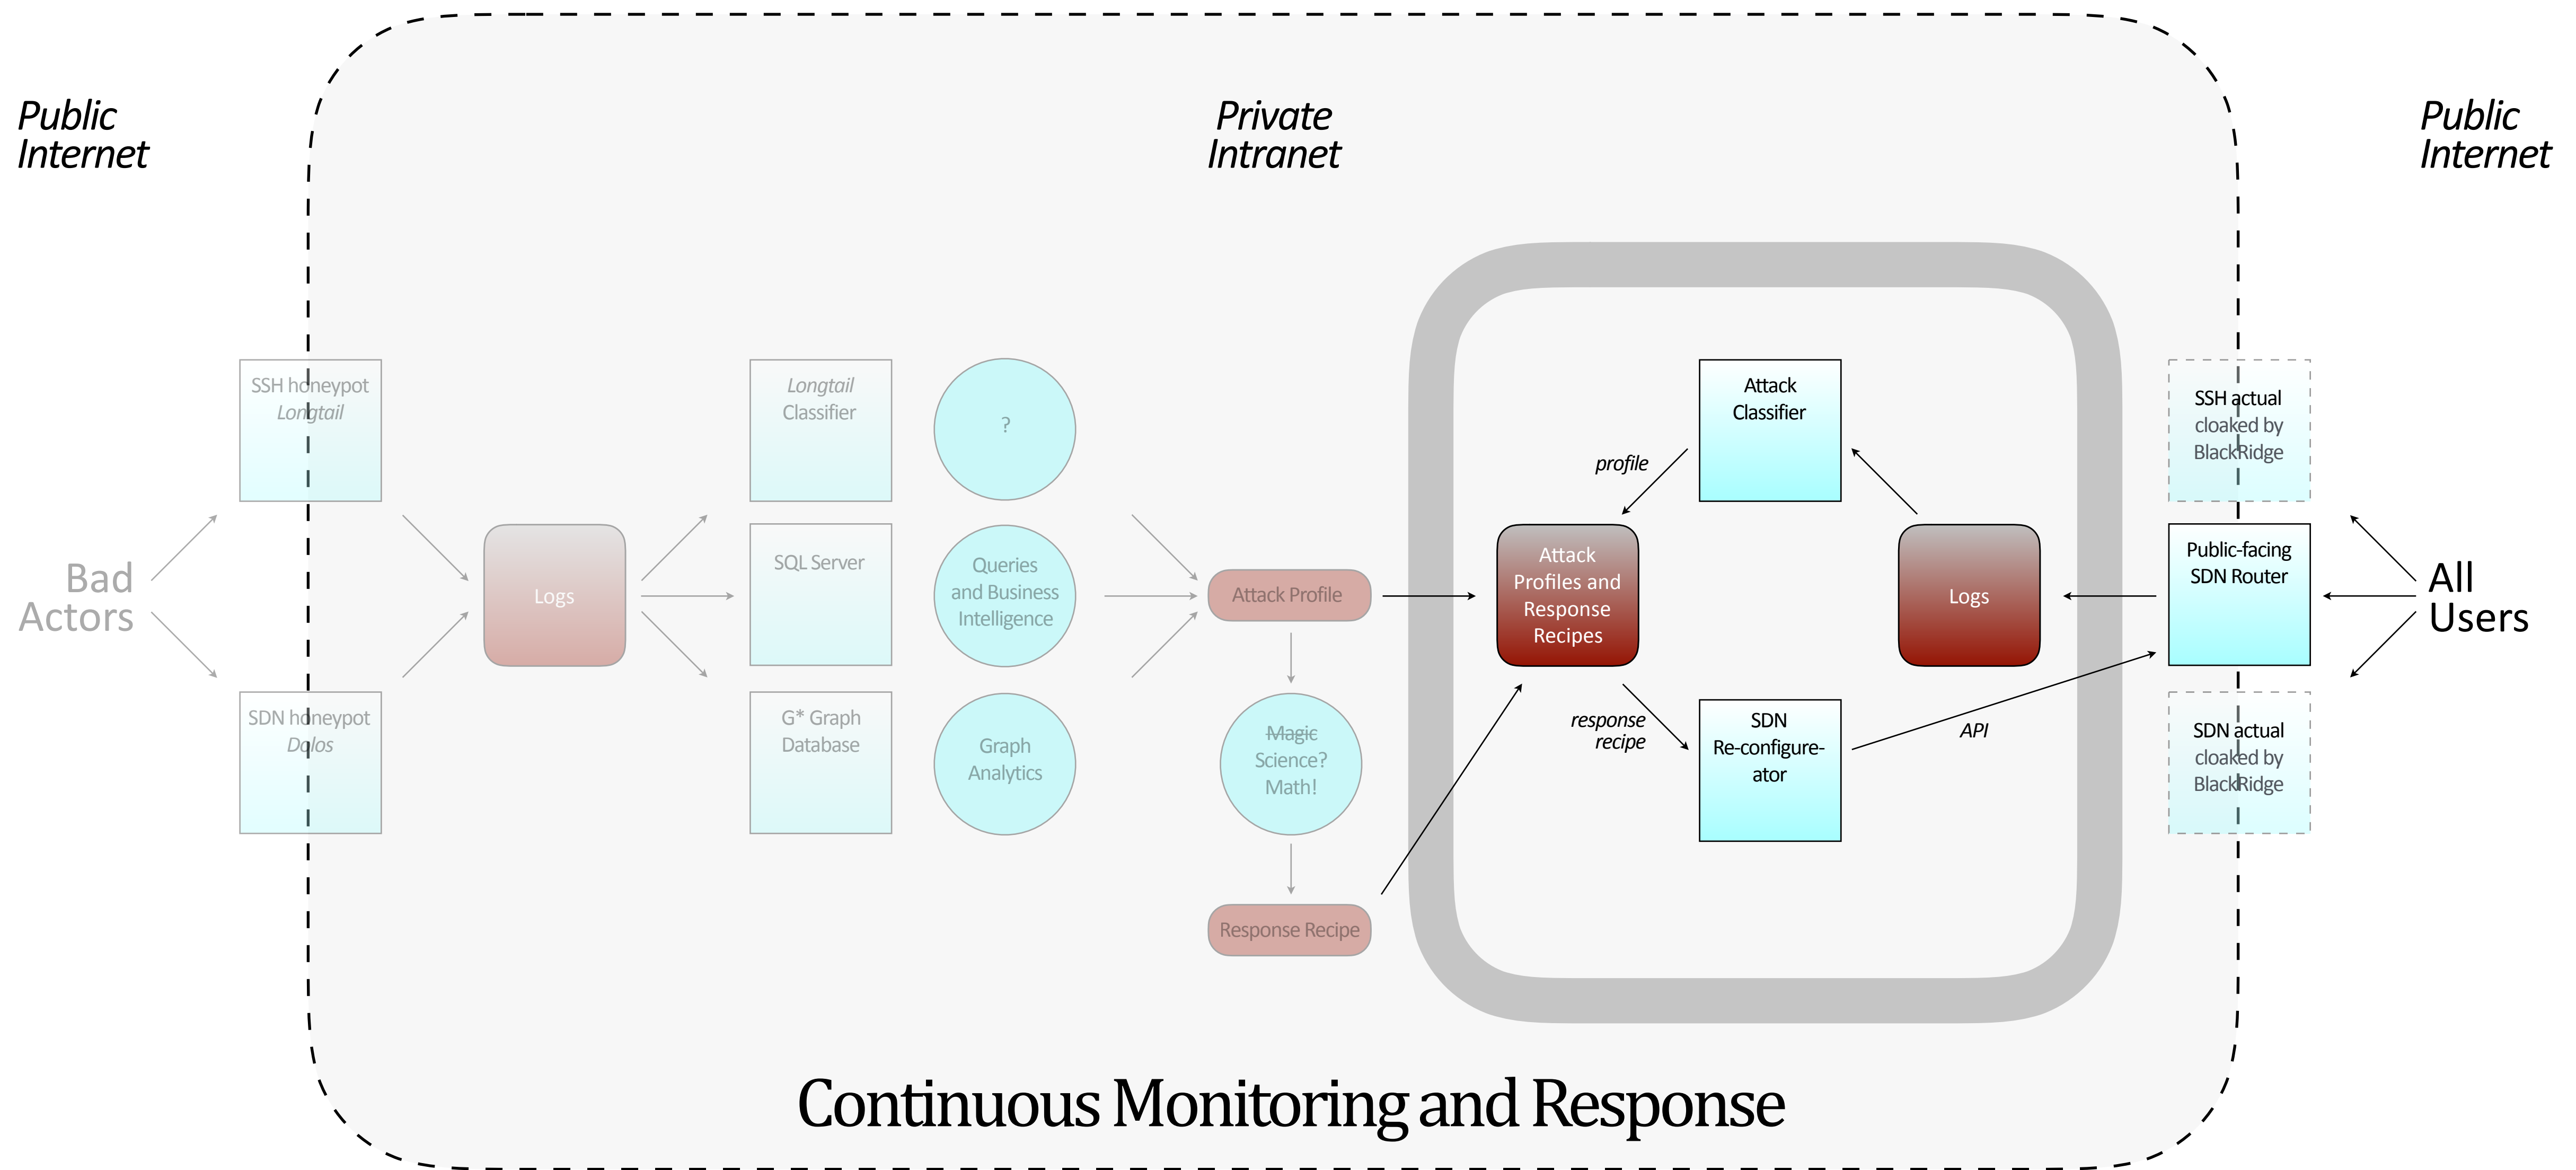 Public
Internet
Private
Intranet
Public
Internet
Bad
Actors
SSH honeypot
Longtail
SDN honeypot
Dolos
Logs
Longtail
Classifier
SQL Server
G* Graph
Database
?
Queries
and Business
Intelligence
Graph
Analytics
Attack Profile
Magic
Science?
Math!
Response Recipe
Attack
Classifier
profile
Attack
Profiles and
Response
Recipes
response
recipe
SDN
Re-configure-
ator
API
Logs
SSH actual
cloaked by
BlackRidge
Public-facing
SDN Router
SDN actual
cloaked by
BlackRidge
All
Users
Continuous Monitoring and Response